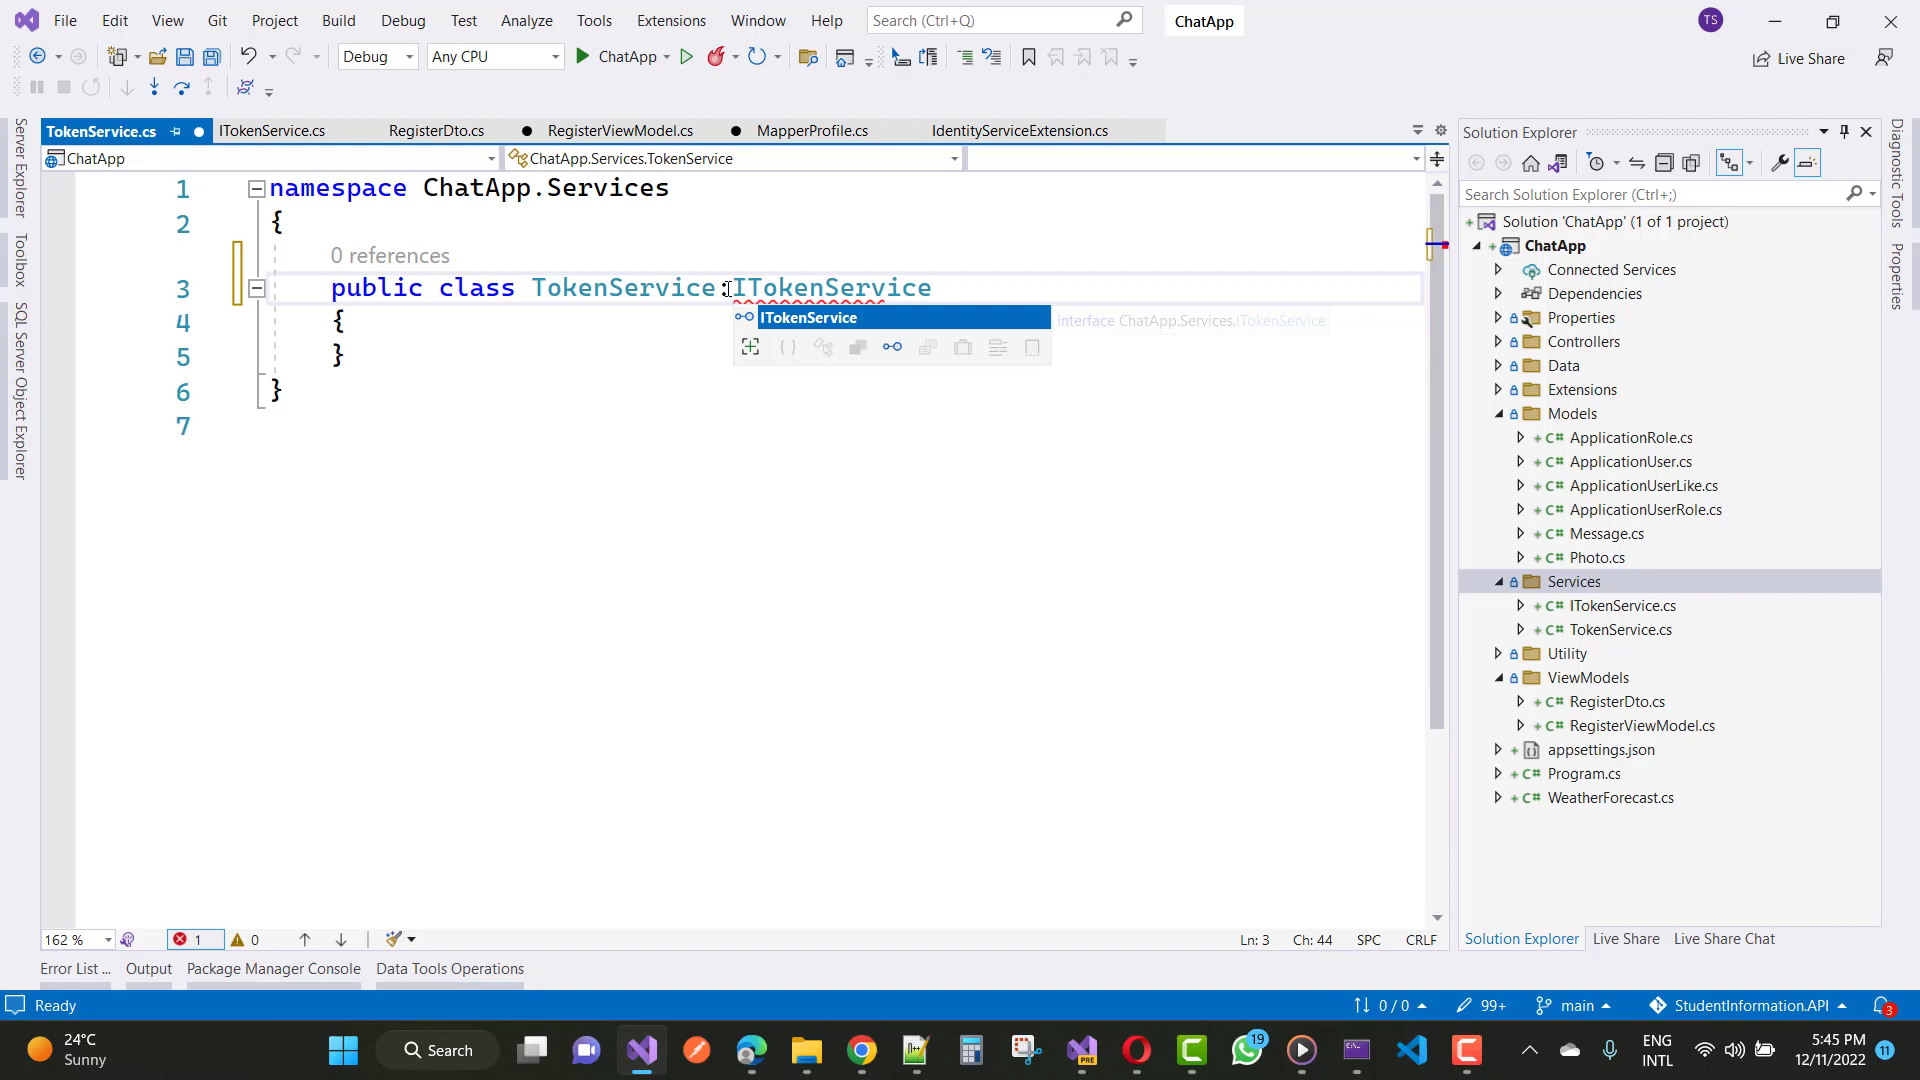 File Edit View Git Project Build Debug Test Analyze Tools Extensions Window Help Search (Ctrl+Q) ChatApp TS
Debug Any CPU ChatApp Live Share
TokenService.cs ITokenService.cs RegisterDto.cs RegisterViewModel.cs MapperProfile.cs IdentityServiceExtension.cs
ChatApp ChatApp.Services.TokenService
1 namespace ChatApp.Services
2 {
0 references
3 public class TokenService:ITokenService
4 {
5 }
6 }
7
ITokenService
interface ChatApp.Services.ITokenService
Server Explorer
Toolbox
SQL Server Object Explorer
Solution Explorer
Search Solution Explorer (Ctrl+;)
Solution 'ChatApp' (1 of 1 project)
ChatApp
Connected Services
Dependencies
Properties
Controllers
Data
Extensions
Models
C# ApplicationRole.cs
C# ApplicationUser.cs
C# ApplicationUserLike.cs
C# ApplicationUserRole.cs
C# Message.cs
C# Photo.cs
Services
C# ITokenService.cs
C# TokenService.cs
Utility
ViewModels
C# RegisterDto.cs
C# RegisterViewModel.cs
appsettings.json
C# Program.cs
C# WeatherForecast.cs
Diagnostic Tools
Properties
162 % 1 0 Ln: 3 Ch: 44 SPC CRLF
Solution Explorer Live Share Live Share Chat
Error List ... Output Package Manager Console Data Tools Operations
Ready 0 / 0 99+ main StudentInformation.API 3
24°C
Sunny
Search
PRE
19
ENG
INTL
5:45 PM
12/11/2022
11